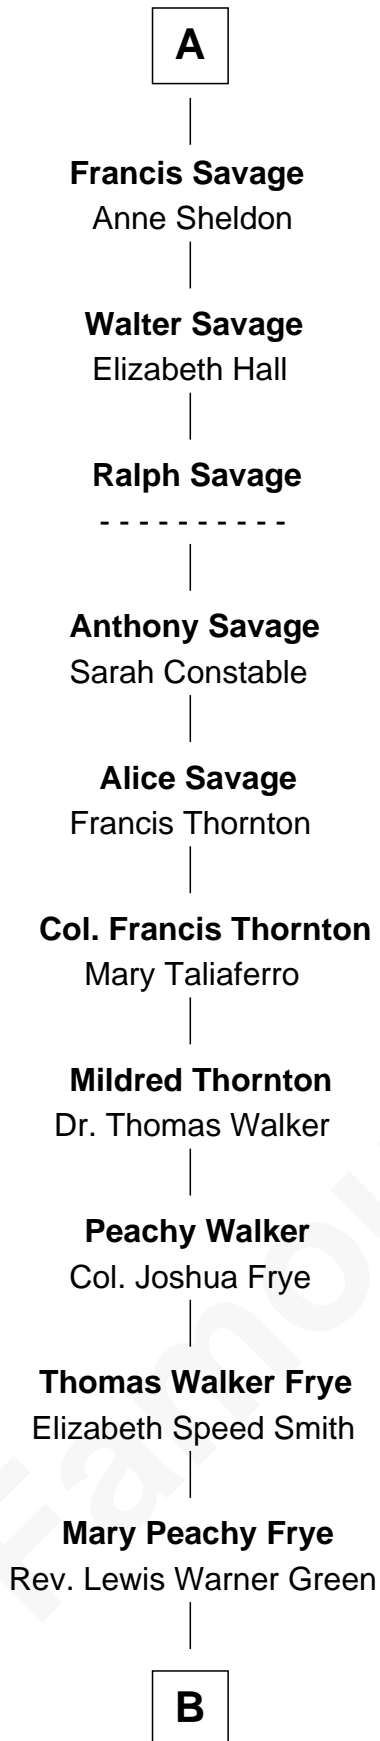 A
Francis Savage
Anne Sheldon
Walter Savage
Elizabeth Hall
Ralph Savage
- - - - - - - - - -
Anthony Savage
Sarah Constable
Alice Savage
Francis Thornton
Col. Francis Thornton
Mary Taliaferro
Mildred Thornton
Dr. Thomas Walker
Peachy Walker
Col. Joshua Frye
Thomas Walker Frye
Elizabeth Speed Smith
Mary Peachy Frye
Rev. Lewis Warner Green
B
Famou